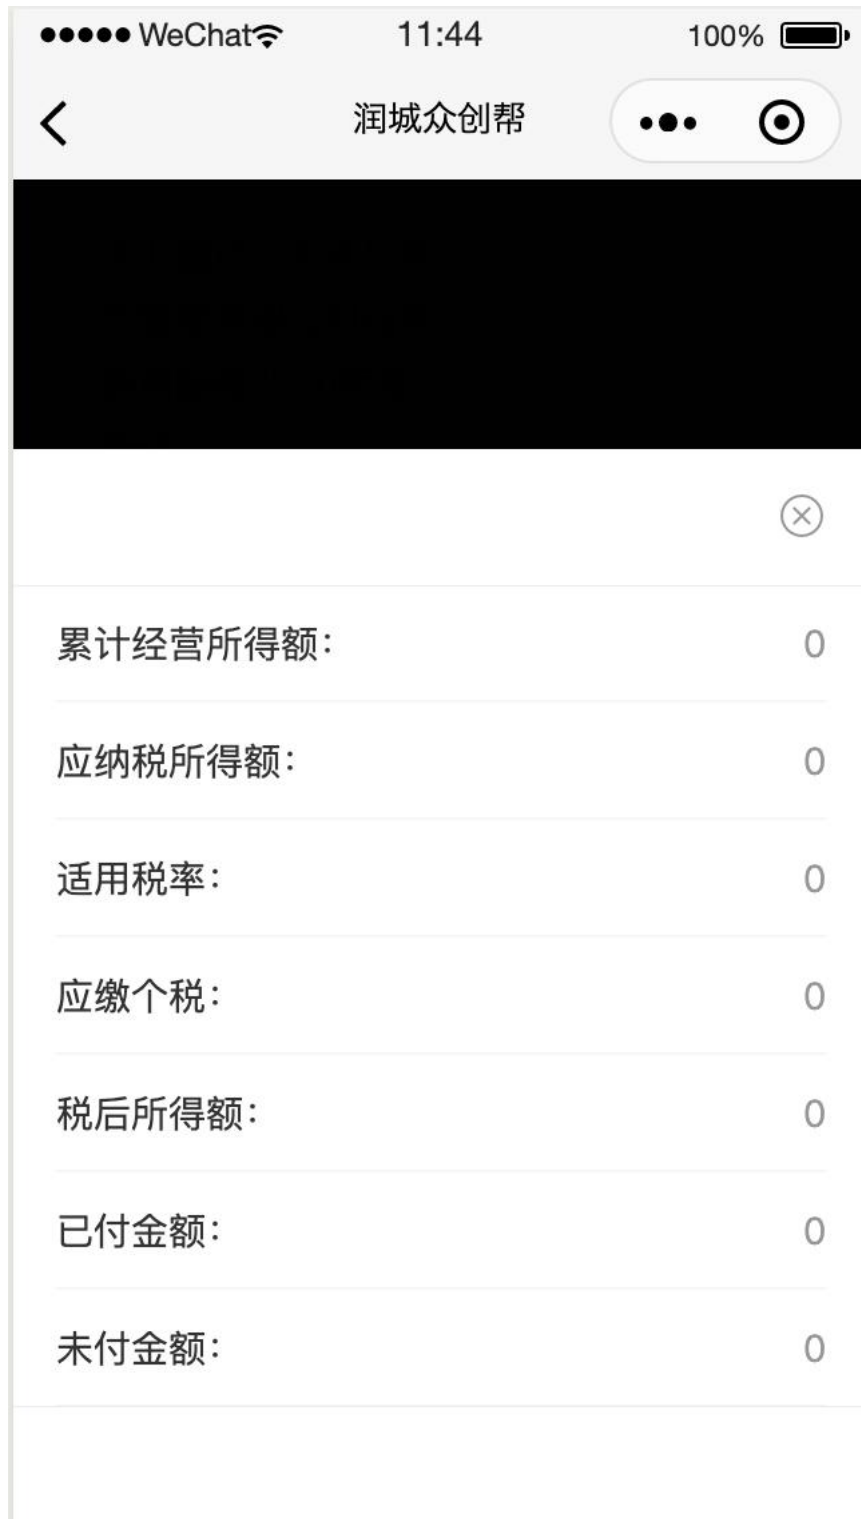 ●●●●● WeChat 11:44 100%
润城众创帮
累计经营所得额: 0
应纳税所得额: 0
适用税率: 0
应缴个税: 0
税后所得额: 0
已付金额: 0
未付金额: 0